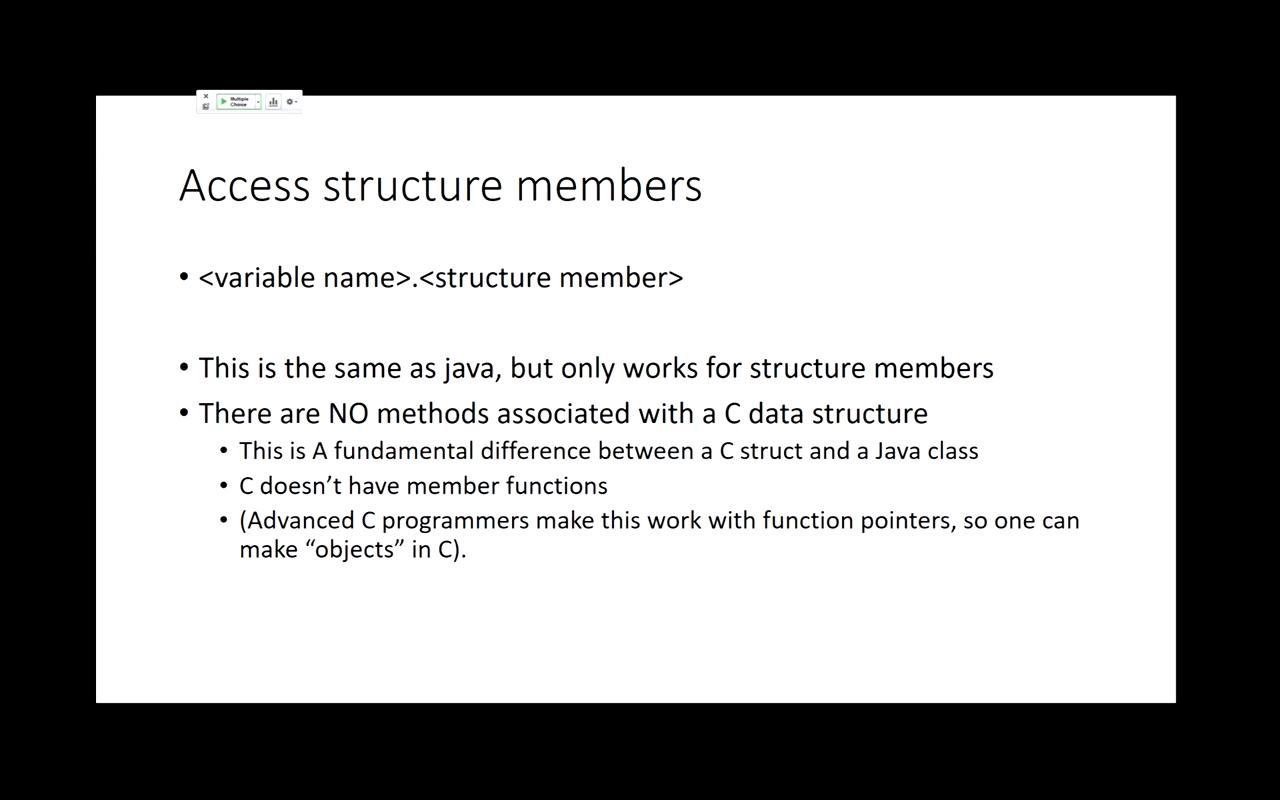 Multiple
Choice
Access structure members
• <variable name>.<structure member>
• This is the same as java, but only works for structure members
• There are NO methods associated with a C data structure
• This is A fundamental difference between a C struct and a Java class
• C doesn’t have member functions
• (Advanced C programmers make this work with function pointers, so one can
make “objects” in C).